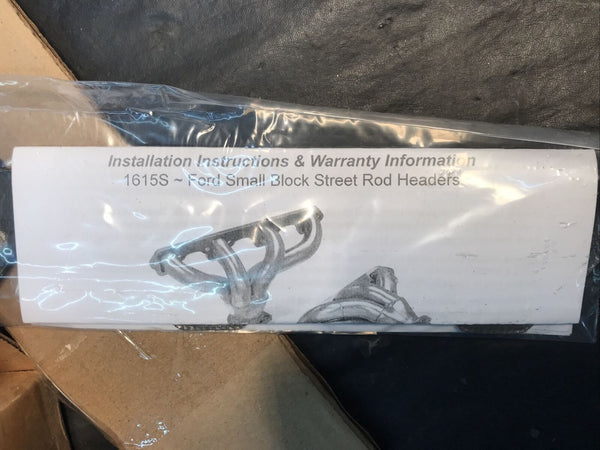 Installation Instructions & Warranty Information
1615S ~ Ford Small Block Street Rod Headers